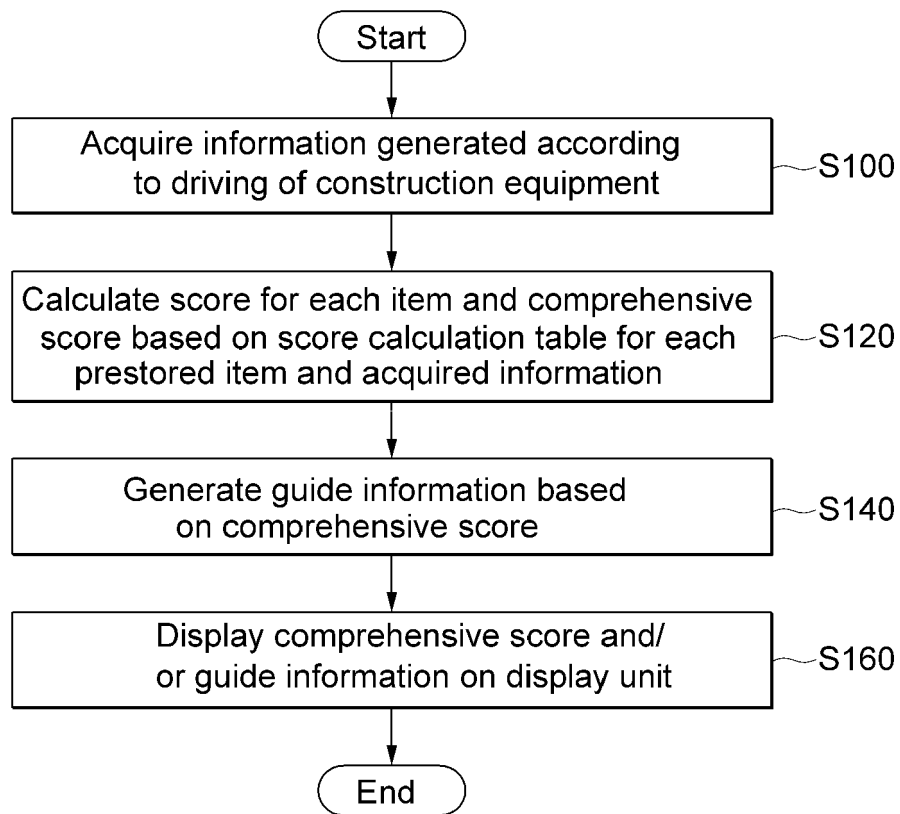 Start
Acquire information generated according
to driving of construction equipment
S100
Calculate score for each item and comprehensive
score based on score calculation table for each
prestored item and acquired information
S120
Generate guide information based
on comprehensive score
S140
Display comprehensive score and/
or guide information on display unit
S160
End